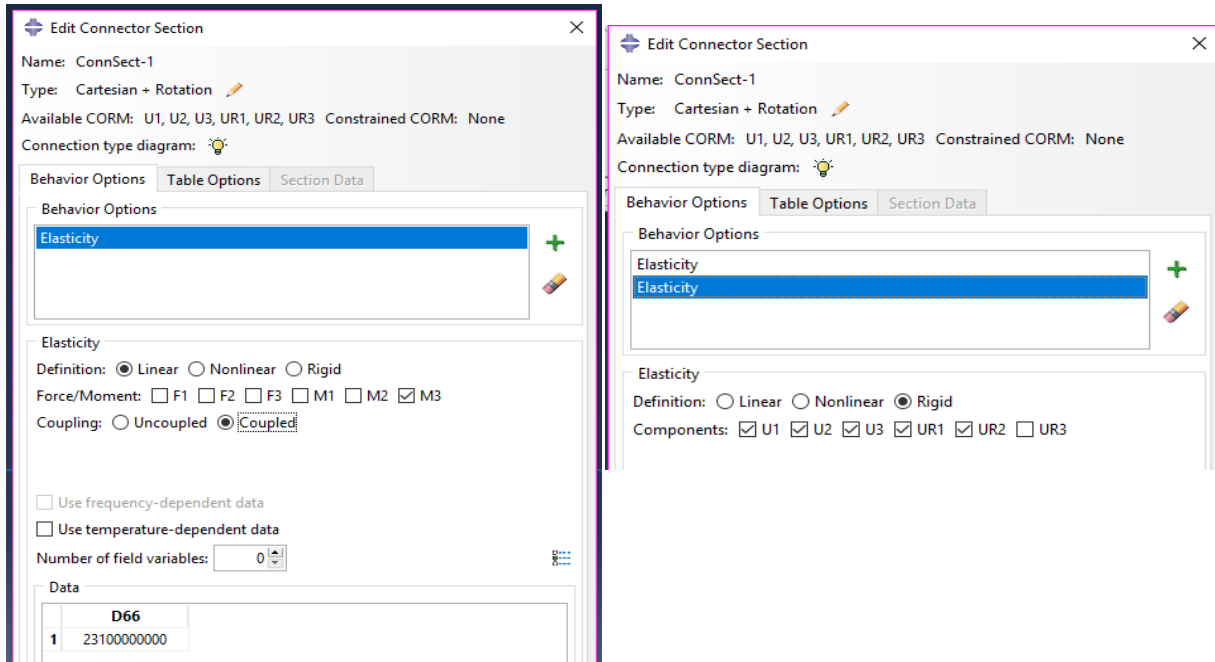 Edit Connector Section
Name: ConnSect-1
Type: Cartesian + Rotation
Available CORM: U1, U2, U3, UR1, UR2, UR3 Constrained CORM: None
Connection type diagram:
Behavior Options Table Options Section Data
Behavior Options
Elasticity
Elasticity
Definition: Linear Nonlinear Rigid
Force/Moment: F1 F2 F3 M1 M2 M3
Coupling: Uncoupled Coupled
Use frequency-dependent data
Use temperature-dependent data
Number of field variables: 0
Data
D66
1 23100000000
Edit Connector Section
Name: ConnSect-1
Type: Cartesian + Rotation
Available CORM: U1, U2, U3, UR1, UR2, UR3 Constrained CORM: None
Connection type diagram:
Behavior Options Table Options Section Data
Behavior Options
Elasticity
Elasticity
Elasticity
Definition: Linear Nonlinear Rigid
Components: U1 U2 U3 UR1 UR2 UR3